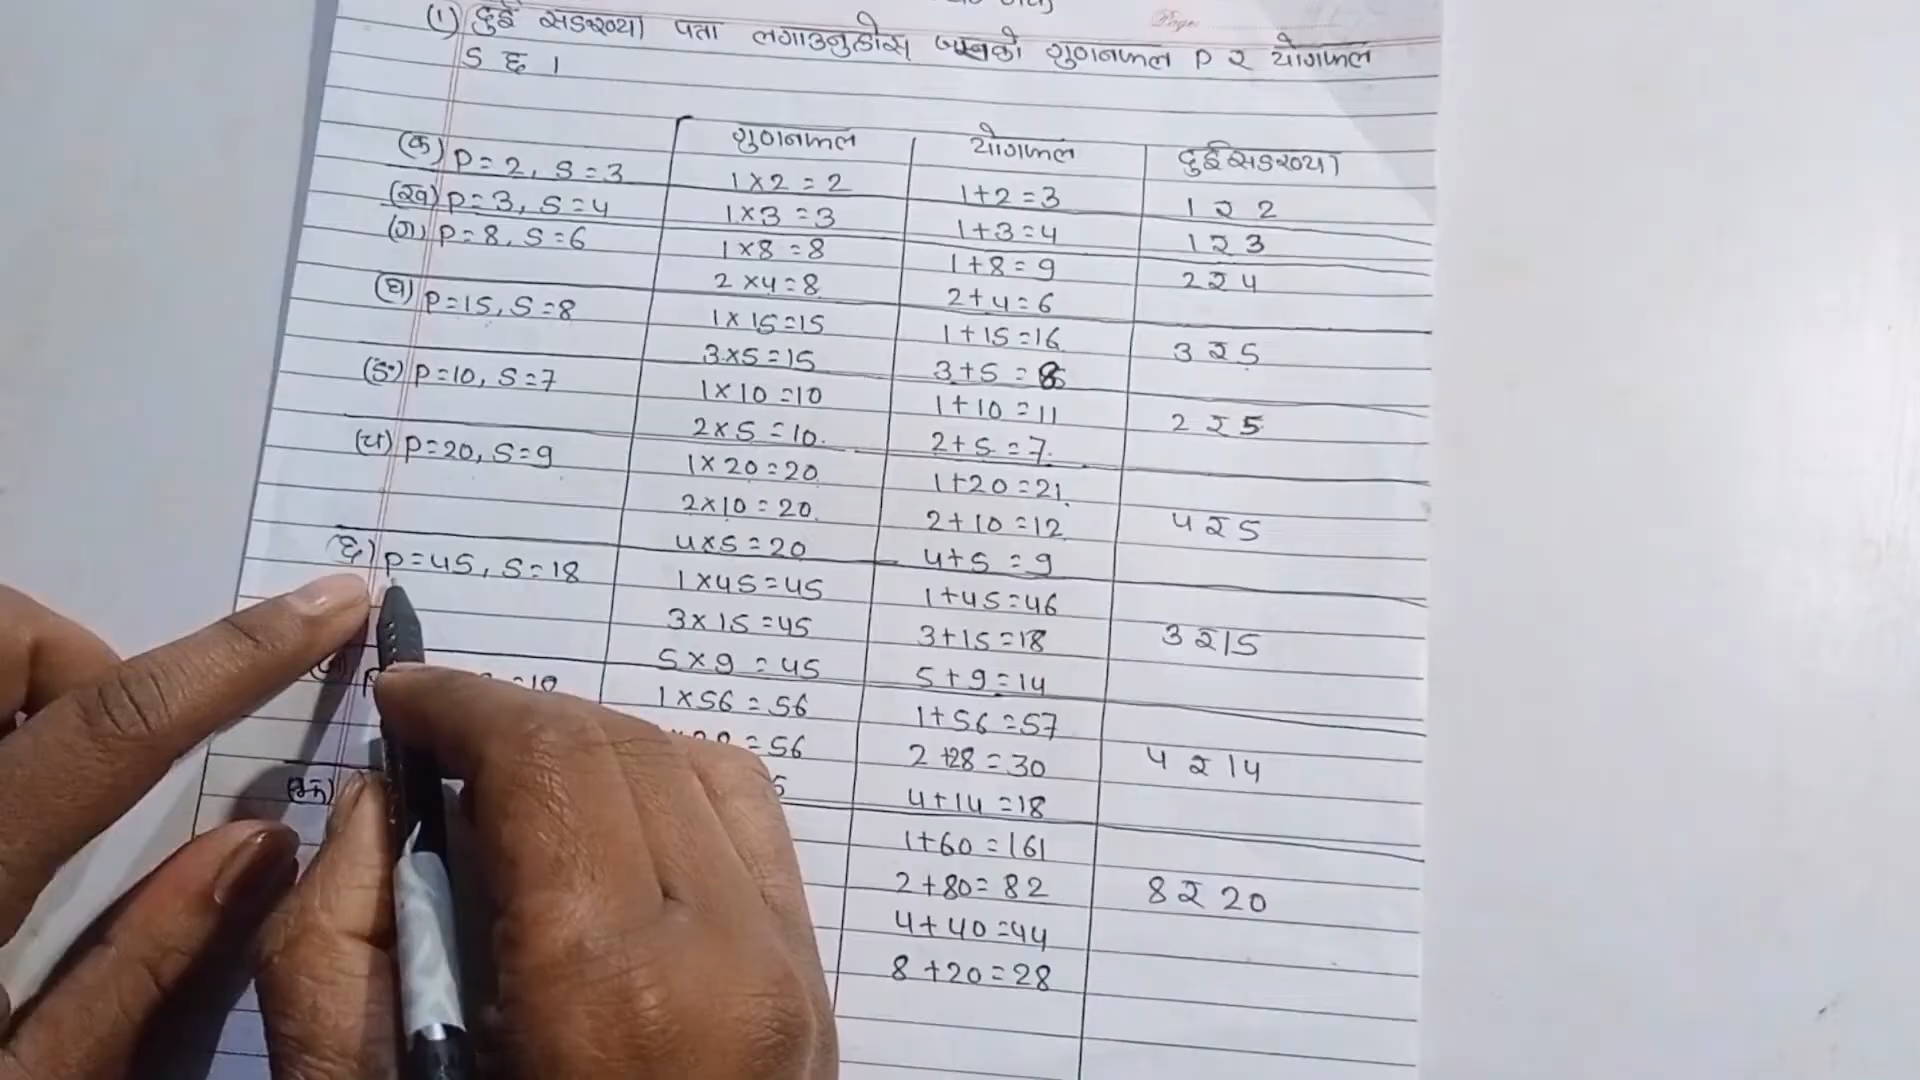 (१) दुई सङख्या पत्ता लगाउनुहोस् जसको गुणनफल P र योगफल
S छ ।
गुणनफल योगफल दुई सङख्या
(क) P=2, S=3 1×2=2 1+2=3 1 र 2
(ख) P=3, S=4 1×3=3 1+3=4 1 र 3
(ग) P=8, S=6 1×8=8 1+8=9 2 र 4
2×4=8 2+4=6
(घ) P=15, S=8 1×15=15 1+15=16 3 र 5
3×5=15 3+5=8
(ङ) P=10, S=7 1×10=10 1+10=11 2 र 5
2×5=10. 2+5=7.
(च) P=20, S=9 1×20=20 1+20=21.
2×10=20. 2+10=12 4 र 5
4×5=20 4+5=9
(छ) P=45, S=18 1×45=45 1+45=46
3×15=45 3+15=18 3 र 15
5×9=45 5+9=14
1×56=56 1+56=57
=56 2+28=30 4 र 14
4+14=18
(झ) 1+60=161
2+80=82 8 र 20
4+40=44
8+20=28